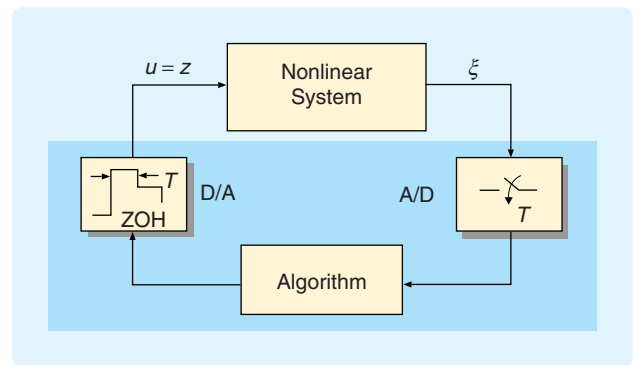 u = z
Nonlinear
System
ξ
T
ZOH
D/A
A/D
T
Algorithm